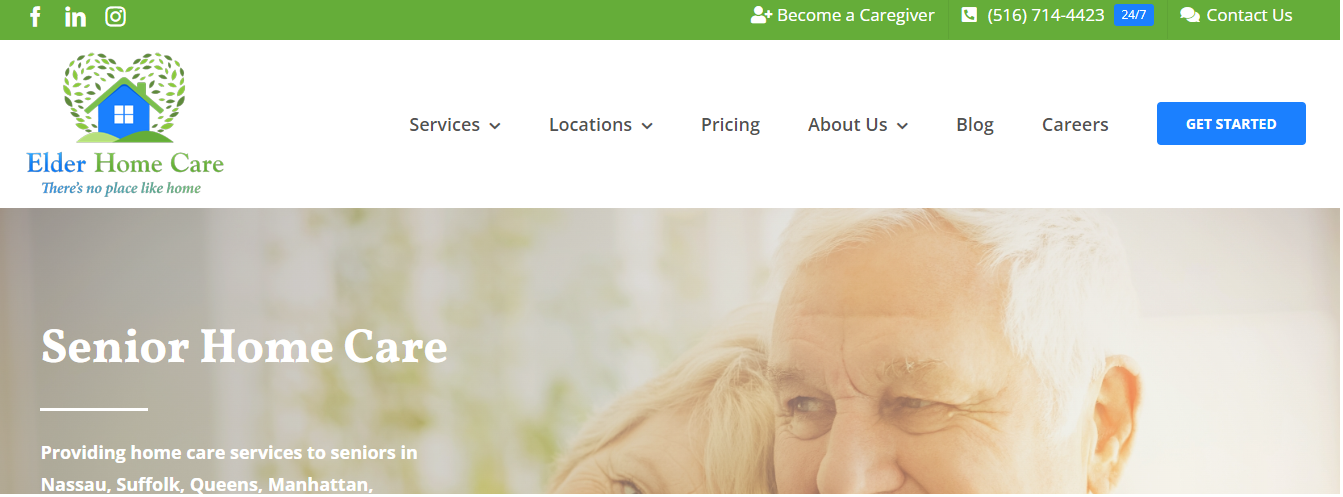 Become a Caregiver (516) 714-4423 24/7 Contact Us
Services Locations Pricing About Us Blog Careers GET STARTED
Elder Home Care
There's no place like home
Senior Home Care
Providing home care services to seniors in
Nassau, Suffolk, Queens, Manhattan,